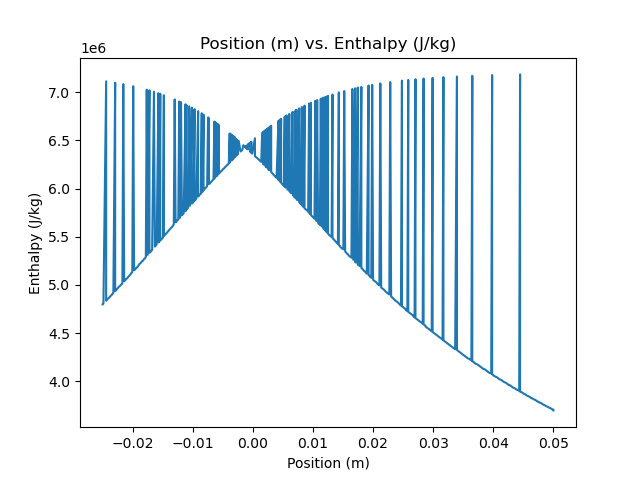 Position (m) vs. Enthalpy (J/kg)
1e6
7.0
6.5
6.0
5.5
5.0
4.5
4.0
Enthalpy (J/kg)
−0.02 −0.01 0.00 0.01 0.02 0.03 0.04 0.05
Position (m)